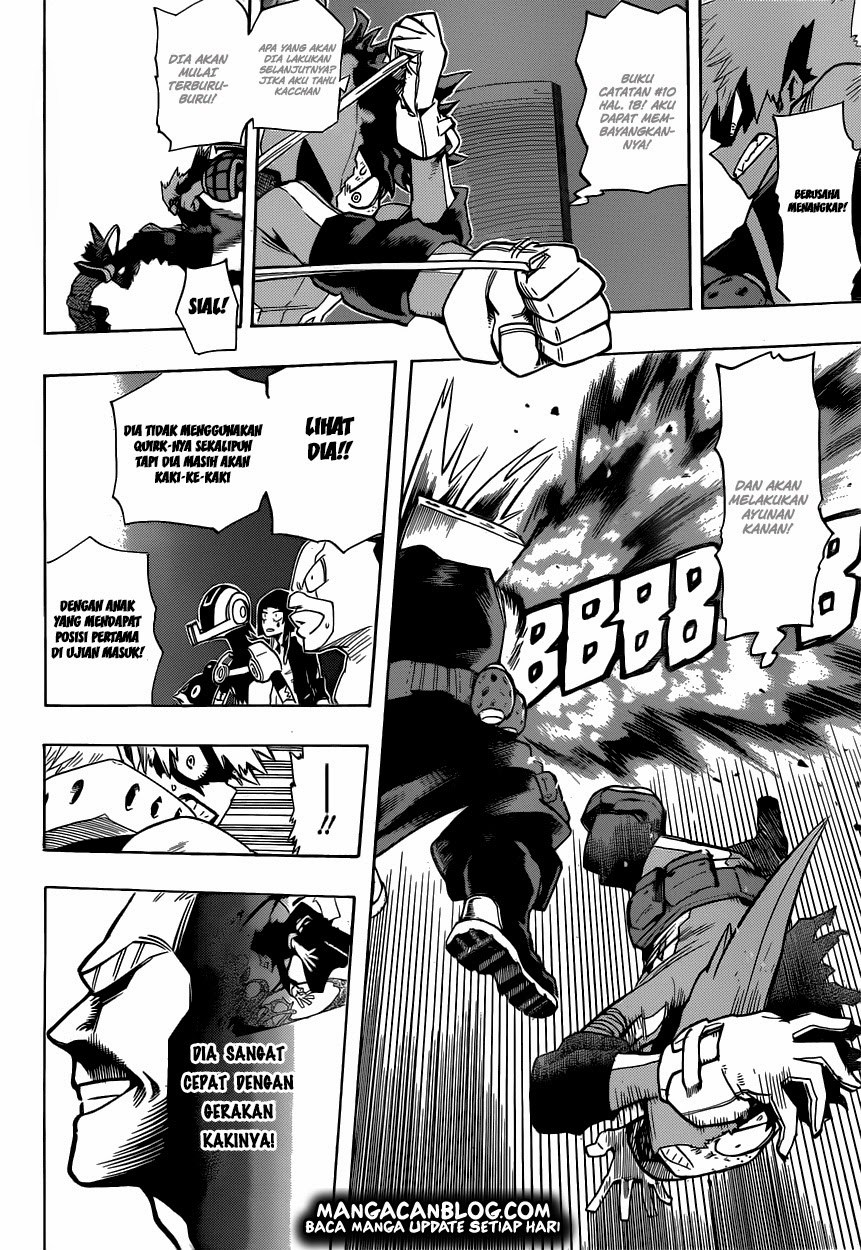 BERUSAHA
MENANGKAP!
BUKU
CATATAN #10
HAL. 18! AKU
DAPAT MEM-
BAYANGKAN-
NYA!
APA YANG AKAN
DIA LAKUKAN
SELANJUTNYA?
JIKA AKU TAHU
KACCHAN
DIA AKAN
MULAI
TERBURU-
BURU!
SIAL!
DAN AKAN
MELAKUKAN
AYUNAN
KANAN!
BBBB B
LIHAT
DIA!!
DIA TIDAK MENGGUNAKAN
QUIRK-NYA SEKALIPUN
TAPI DIA MASIH AKAN
KAKI-KE-KAKI
DENGAN ANAK
YANG MENDAPAT
POSISI PERTAMA
DI UJIAN MASUK!
—!!
DIA SANGAT
CEPAT DENGAN
GERAKAN
KAKINYA!
MANGACANBLOG.COM
BACA MANGA UPDATE SETIAP HARI